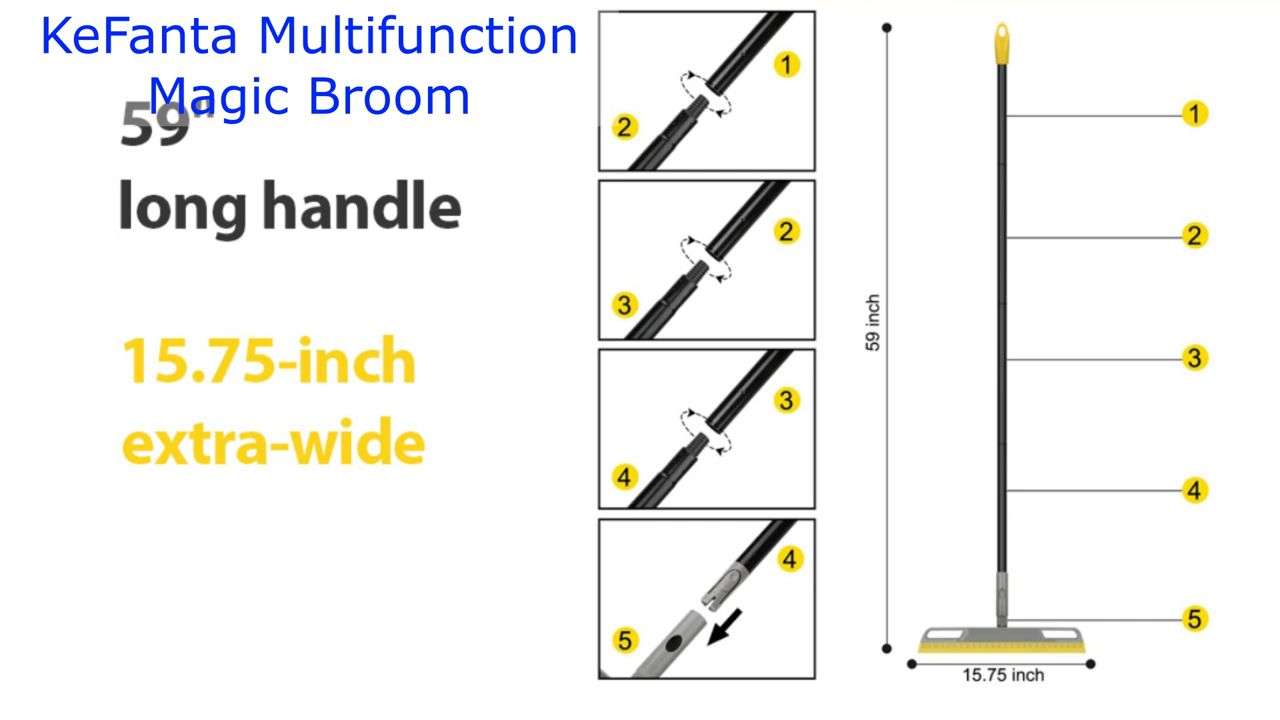 KeFanta Multifunction
Magic Broom
59"
long handle
15.75-inch
extra-wide
1
2
2
3
3
4
4
5
59 inch
1
2
3
4
5
15.75 inch